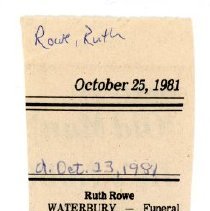 Rowe, Ruth
October 25, 1981
d. Oct. 23, 1981
Ruth Rowe
WATERBURY — Funeral